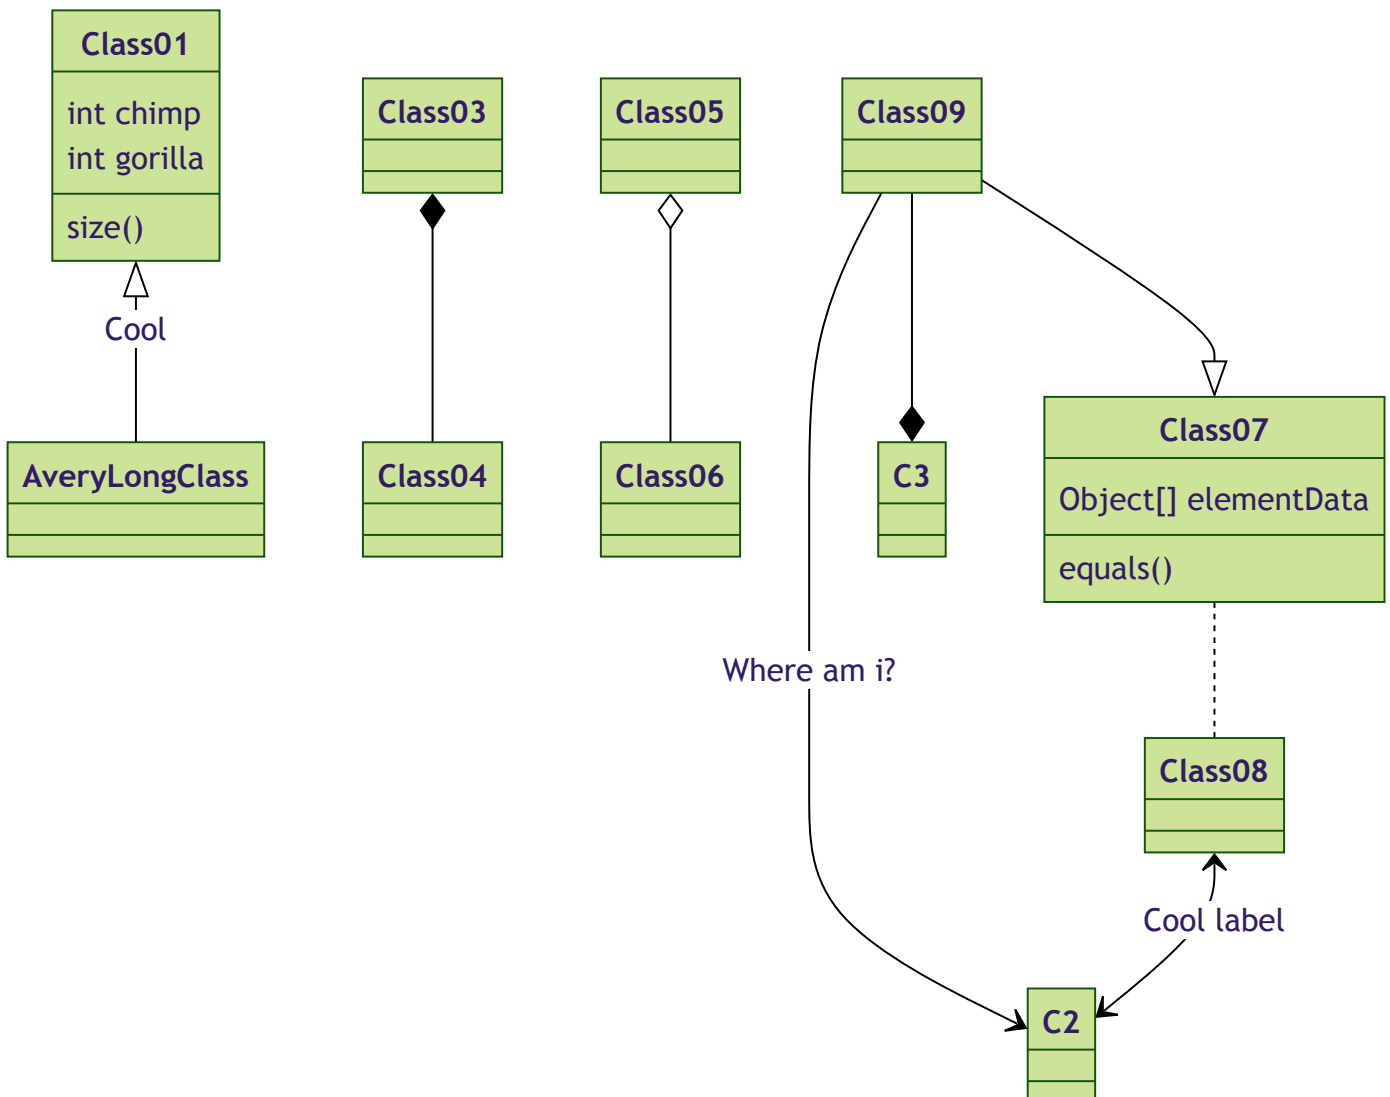 Class01
int chimp
int gorilla
size()
Cool
AveryLongClass
Class03
Class04
Class05
Class06
Class09
C3
Class07
Object[] elementData
equals()
Where am i?
Class08
Cool label
C2